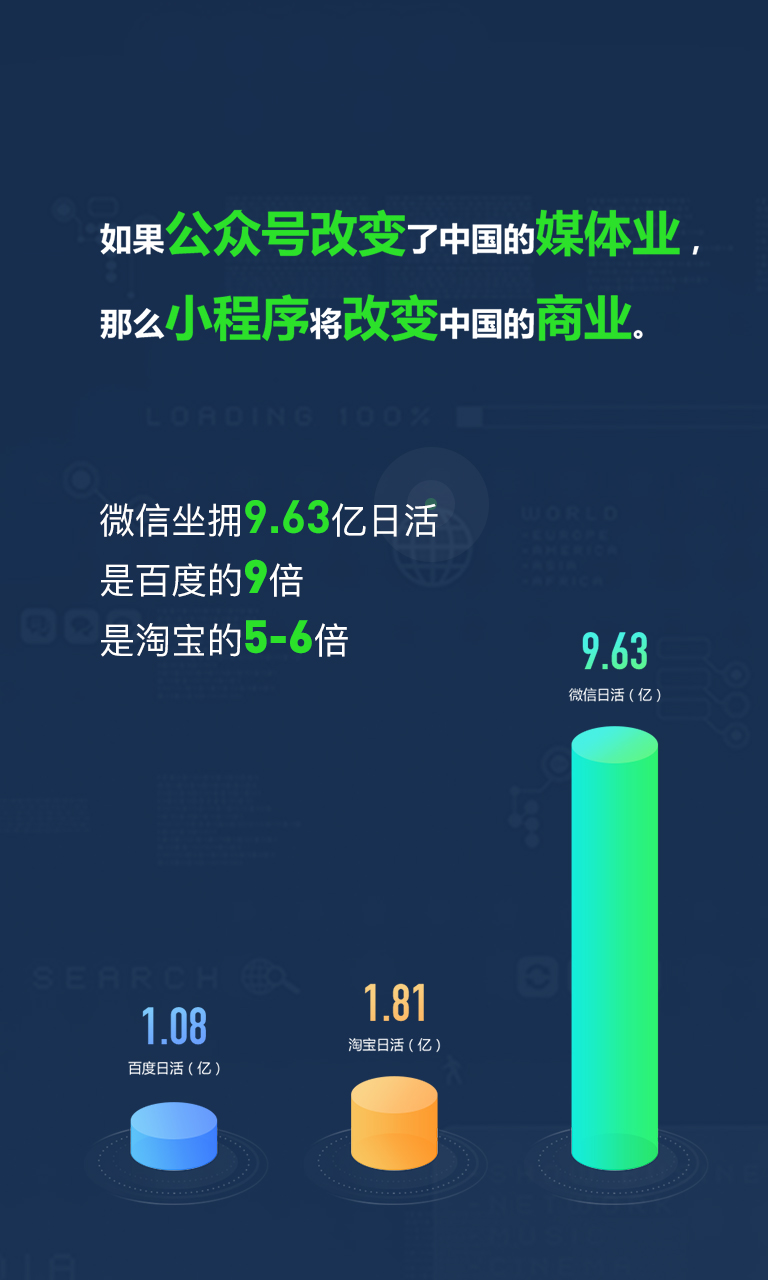 如果公众号改变了中国的媒体业，
那么小程序将改变中国的商业。
LOADING 100%
微信坐拥9.63亿日活
是百度的9倍
是淘宝的5-6倍
WORLD
·EUROPE
·AMERICA
·ASIA
·AFRICA
9.63
微信日活（亿）
SEARCH
1.81
淘宝日活（亿）
1.08
百度日活（亿）